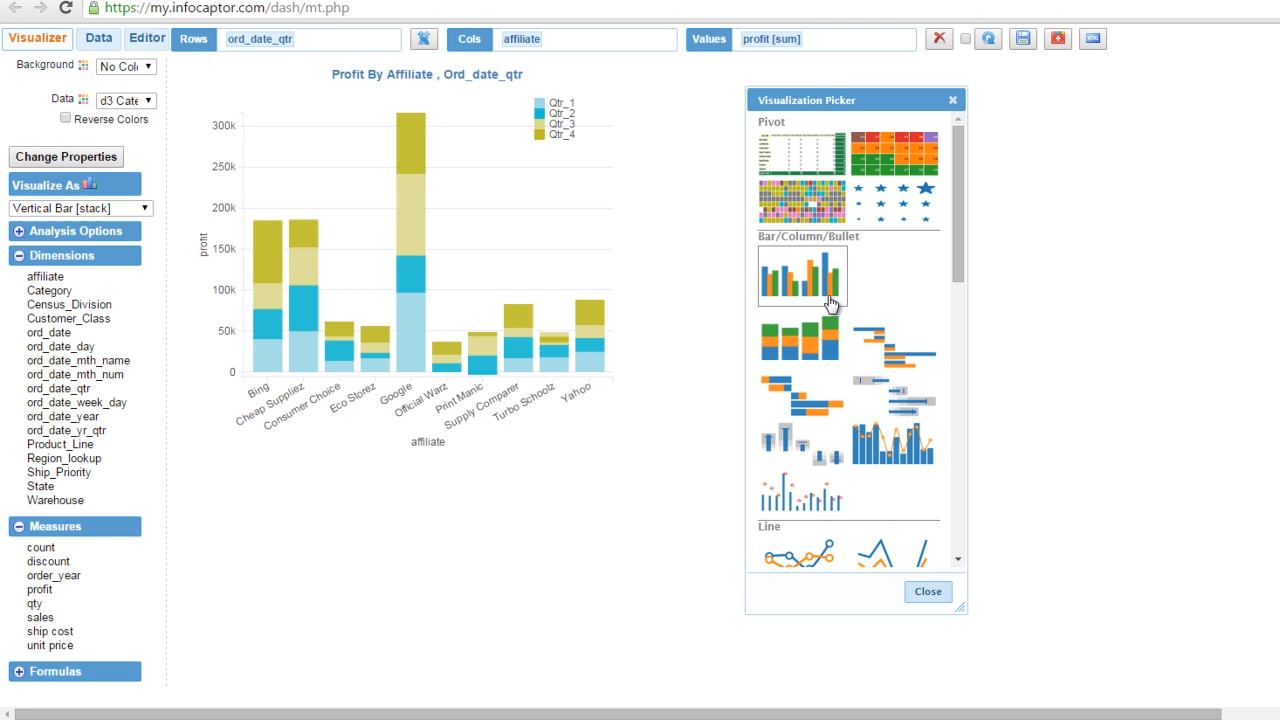 https://my.infocaptor.com/dash/mt.php
Visualizer Data Editor Rows ord_date_qtr Cols affiliate Values profit [sum]
Background No Col
Data d3 Cate
Reverse Colors
Change Properties
Visualize As
Vertical Bar [stack]
Analysis Options
Dimensions
affiliate
Category
Census_Division
Customer_Class
ord_date
ord_date_day
ord_date_mth_name
ord_date_mth_num
ord_date_qtr
ord_date_week_day
ord_date_year
ord_date_yr_qtr
Product_Line
Region_lookup
Ship_Priority
State
Warehouse
Measures
count
discount
order_year
profit
qty
sales
ship cost
unit price
Formulas
Profit By Affiliate , Ord_date_qtr
Qtr_1
Qtr_2
Qtr_3
Qtr_4
300k
250k
200k
150k
100k
50k
0
profit
Bing
Cheap Suppliez
Consumer Choice
Eco Storez
Google
Official Warz
Print Manic
Supply Comparer
Turbo Schoolz
Yahoo
affiliate
Visualization Picker
Pivot
Bar/Column/Bullet
Line
Close